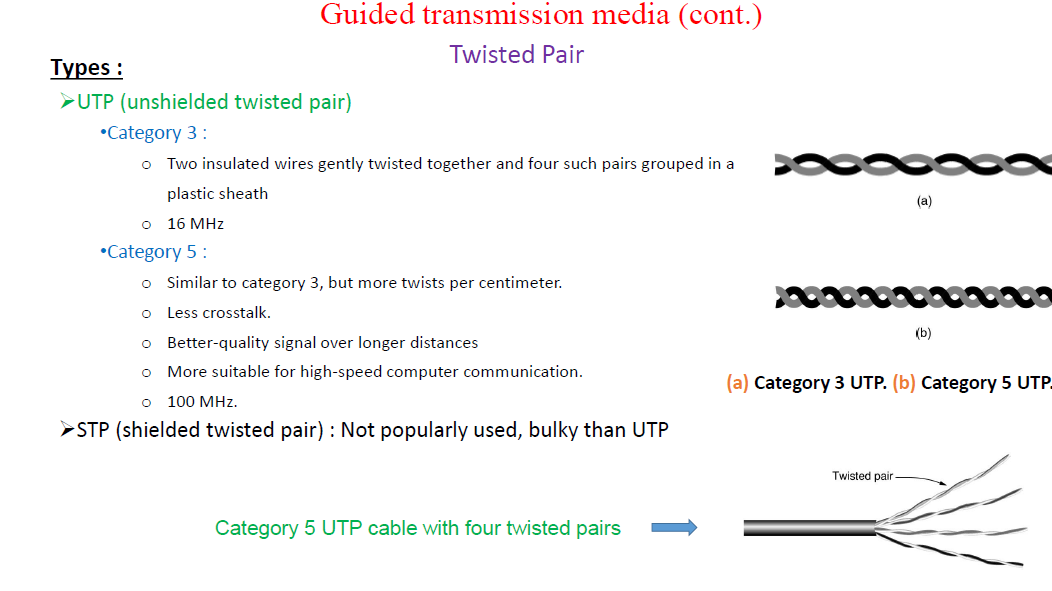 Guided transmission media (cont.)
Twisted Pair
Types :
➢UTP (unshielded twisted pair)
•Category 3 :
o Two insulated wires gently twisted together and four such pairs grouped in a
plastic sheath
o 16 MHz
(a)
•Category 5 :
o Similar to category 3, but more twists per centimeter.
o Less crosstalk.
o Better-quality signal over longer distances
o More suitable for high-speed computer communication.
o 100 MHz.
(b)
(a) Category 3 UTP. (b) Category 5 UTP.
➢STP (shielded twisted pair) : Not popularly used, bulky than UTP
Twisted pair
Category 5 UTP cable with four twisted pairs